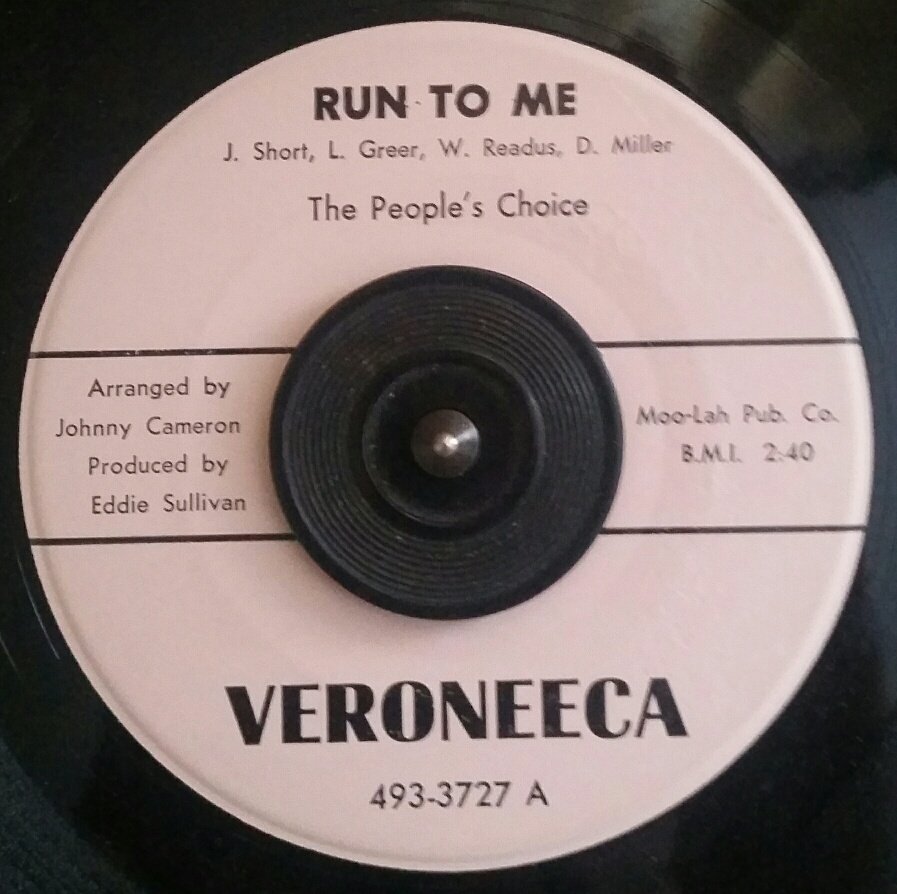 RUN TO ME
J. Short, L. Greer, W. Readus, D. Miller
The People's Choice
Arranged by
Johnny Cameron
Produced by
Eddie Sullivan
Moo-Lah Pub. Co.
B.M.I. 2:40
VERONEECA
493-3727 A